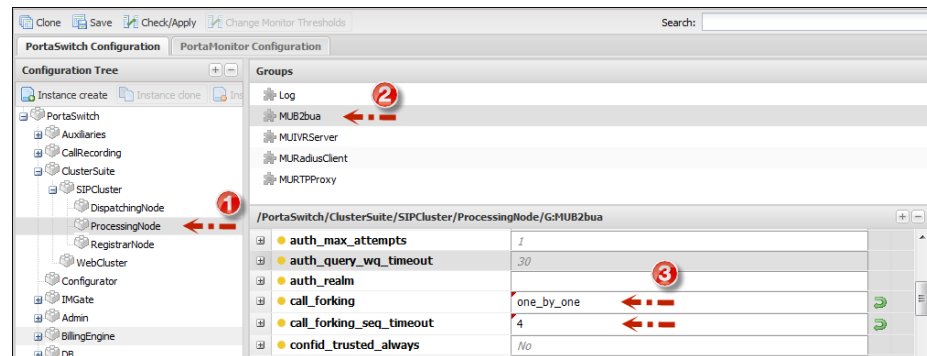 Clone Save Check/Apply Change Monitor Thresholds Search:
PortaSwitch Configuration PortaMonitor Configuration
Configuration Tree
Instance create Instance clone Ins
PortaSwitch
Auxiliaries
CallRecording
ClusterSuite
SIPCluster
DispatchingNode
1
ProcessingNode
RegistrarNode
WebCluster
Configurator
IMGate
Admin
BillingEngine
DB
Groups
Log
2
MUB2bua
MUIVRServer
MURadiusClient
MURTPProxy
/PortaSwitch/ClusterSuite/SIPCluster/ProcessingNode/G:MUB2bua
auth_max_attempts 1
auth_query_wq_timeout 30
auth_realm
3
call_forking one_by_one
call_forking_seq_timeout 4
confid_trusted_always No